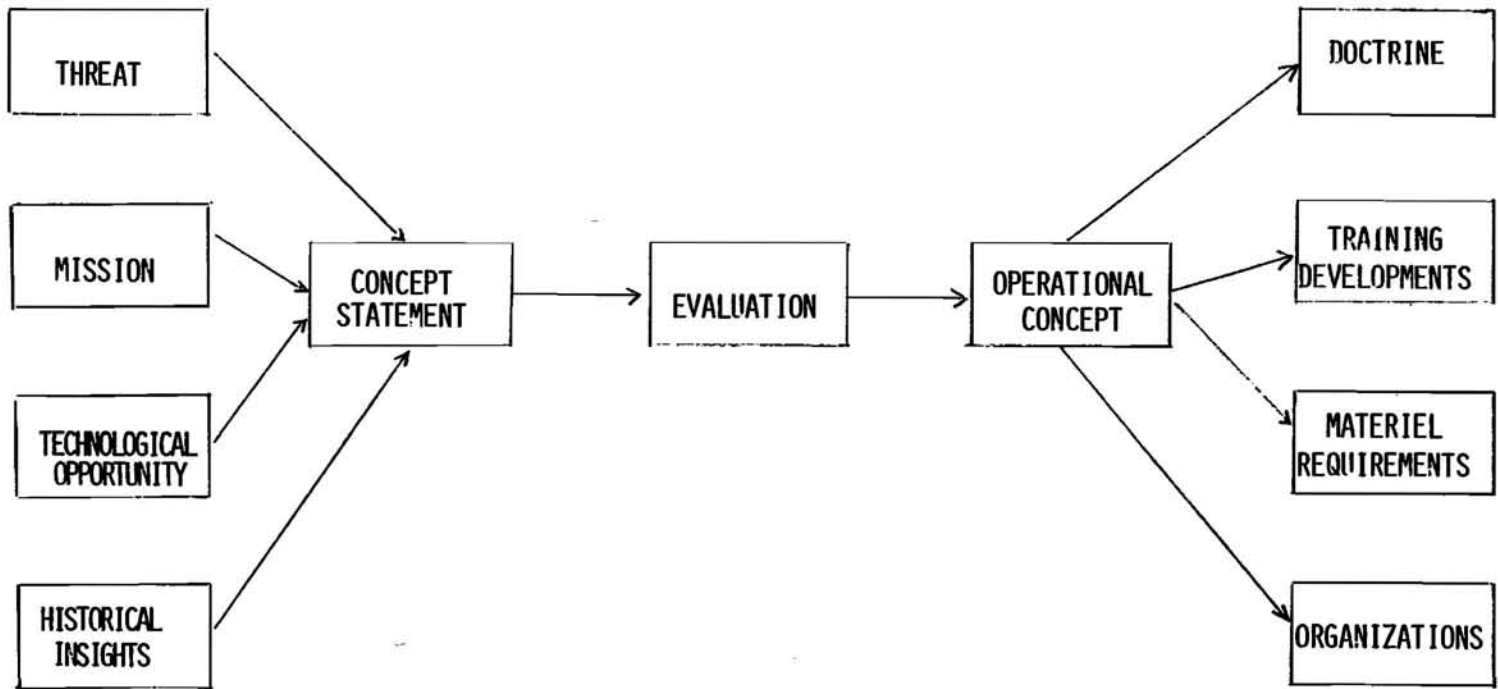 THREAT
MISSION
TECHNOLOGICAL
OPPORTUNITY
HISTORICAL
INSIGHTS
CONCEPT
STATEMENT
EVALUATION
OPERATIONAL
CONCEPT
DOCTRINE
TRAINING
DEVELOPMENTS
MATERIEL
REQUIREMENTS
ORGANIZATIONS